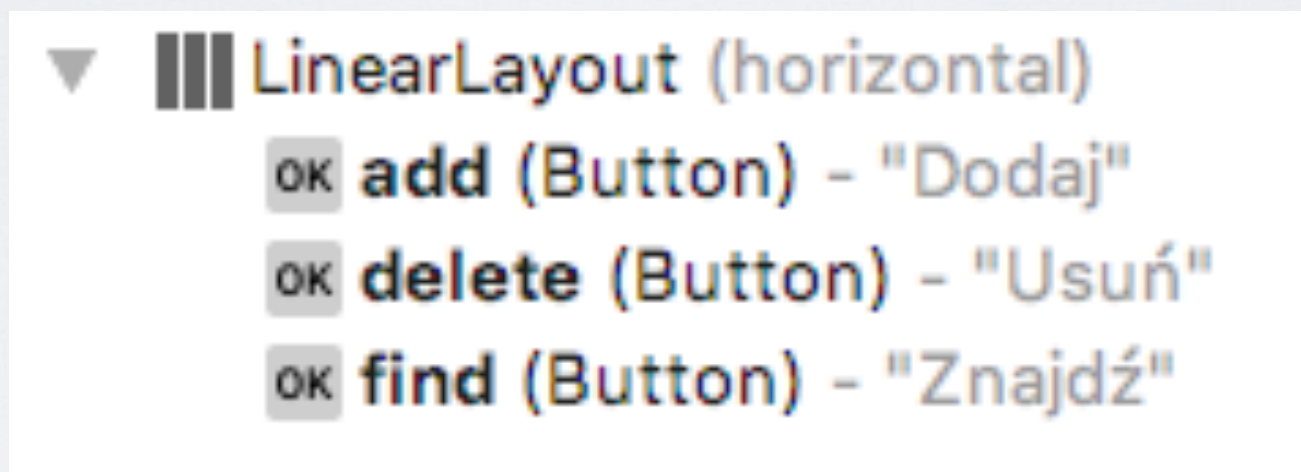 LinearLayout (horizontal)
OK add (Button) - "Dodaj"
OK delete (Button) - "Usuń"
OK find (Button) - "Znajdź"